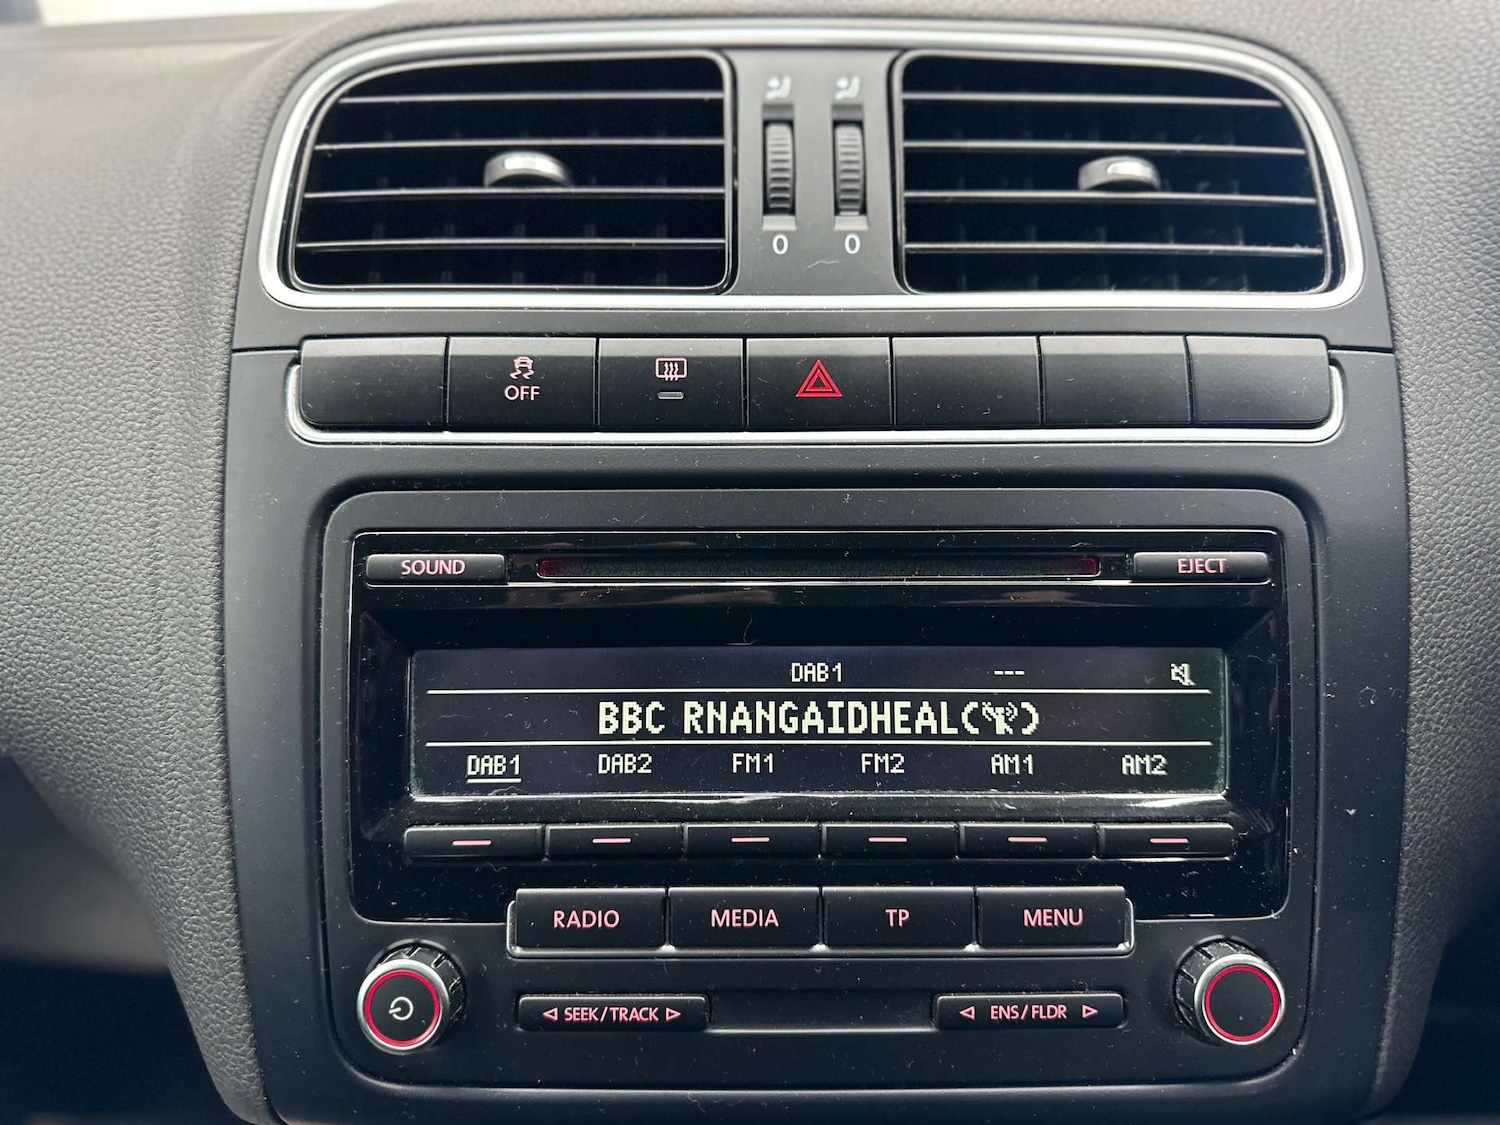 0 0
OFF
SOUND EJECT
DAB1 ---
BBC RNANGAIDHEAL( )
DAB1 DAB2 FM1 FM2 AM1 AM2
RADIO MEDIA TP MENU
SEEK/TRACK ENS/FLDR